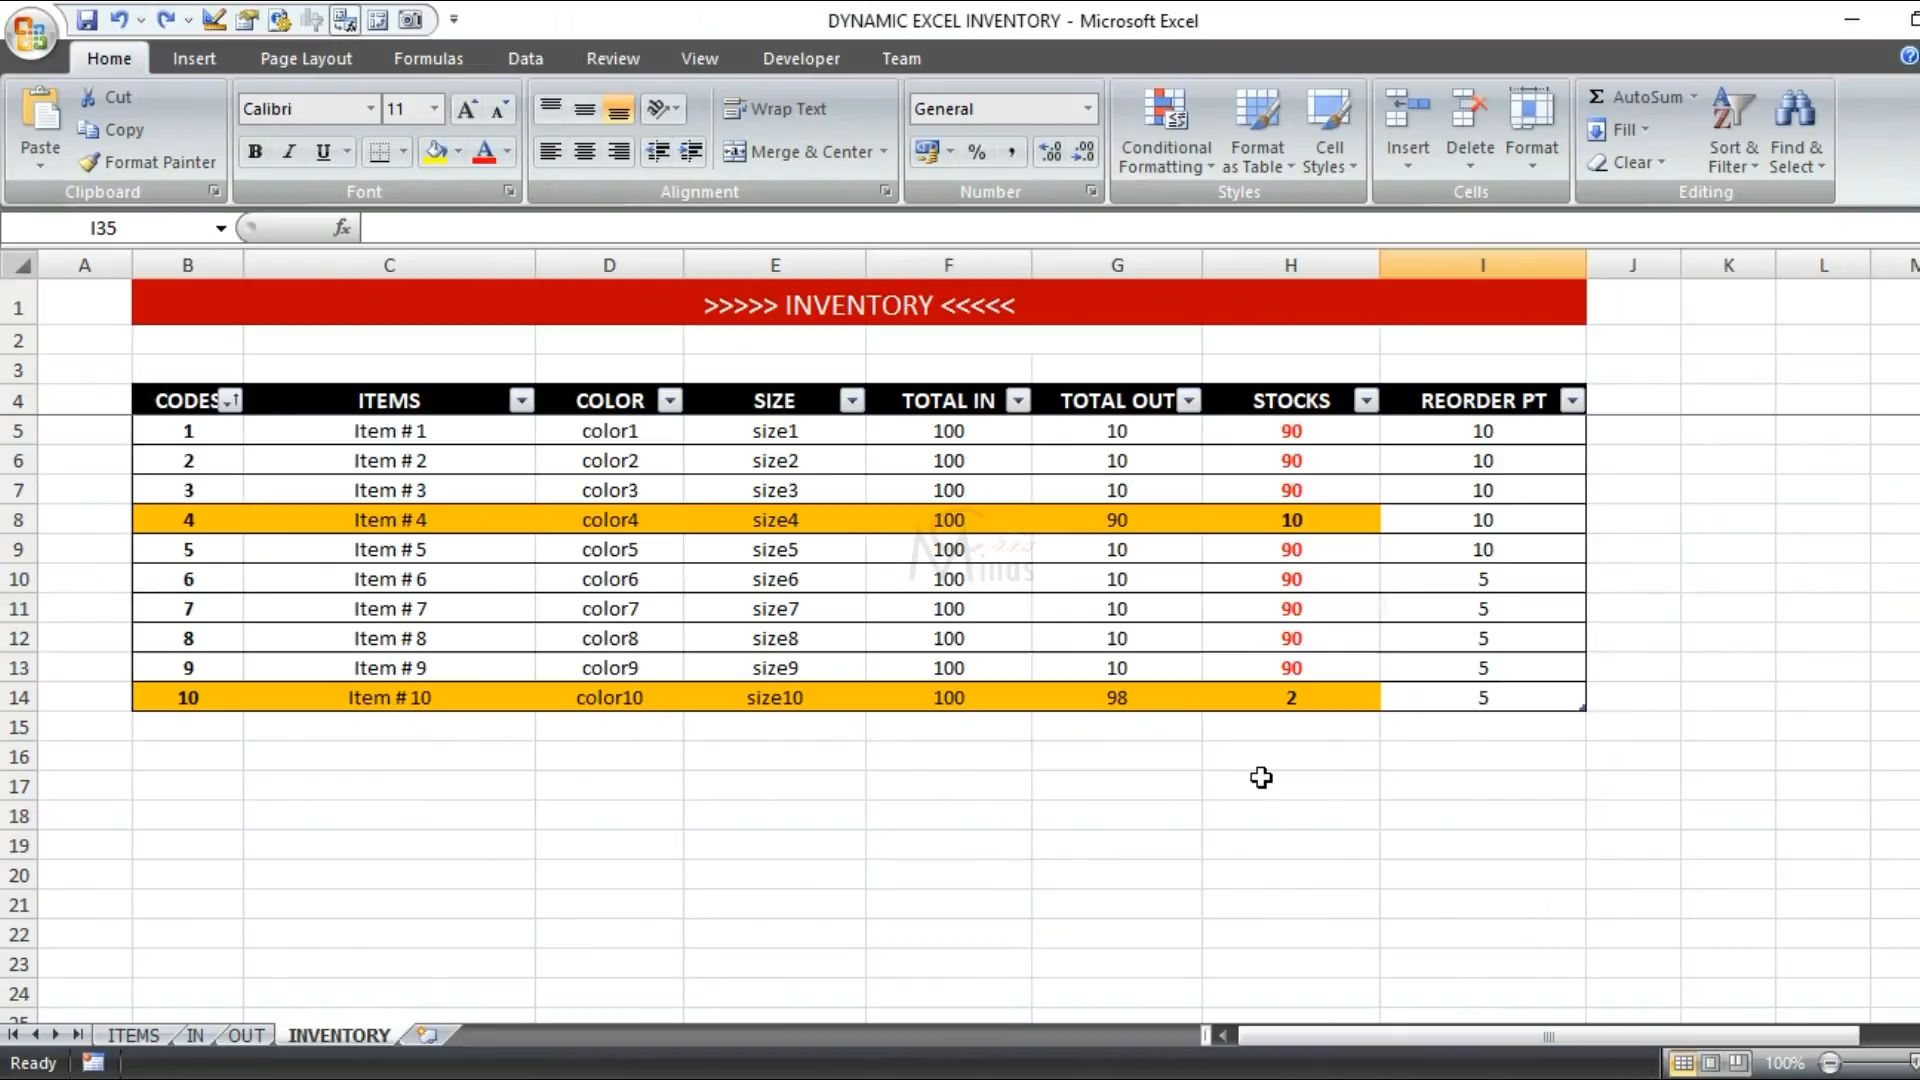 DYNAMIC EXCEL INVENTORY - Microsoft Excel
Home Insert Page Layout Formulas Data Review View Developer Team
Paste
Cut
Copy
Format Painter
Clipboard
Calibri 11
B I U
Font
Wrap Text
Merge & Center
Alignment
General
% ,
Number
Conditional Formatting
Format as Table
Cell Styles
Styles
Insert Delete Format
Cells
Σ AutoSum
Fill
Clear
Sort & Filter
Find & Select
Editing
I35 fx
A B C D E F G H I J K L M
1 >>>>> INVENTORY <<<<<
2
3
4 CODES ITEMS COLOR SIZE TOTAL IN TOTAL OUT STOCKS REORDER PT
5 1 Item # 1 color1 size1 100 10 90 10
6 2 Item # 2 color2 size2 100 10 90 10
7 3 Item # 3 color3 size3 100 10 90 10
8 4 Item # 4 color4 size4 100 90 10 10
9 5 Item # 5 color5 size5 100 10 90 10
10 6 Item # 6 color6 size6 100 10 90 5
11 7 Item # 7 color7 size7 100 10 90 5
12 8 Item # 8 color8 size8 100 10 90 5
13 9 Item # 9 color9 size9 100 10 90 5
14 10 Item # 10 color10 size10 100 98 2 5
15
16
17
18
19
20
21
22
23
24
25
ITEMS IN OUT INVENTORY
Ready 100%